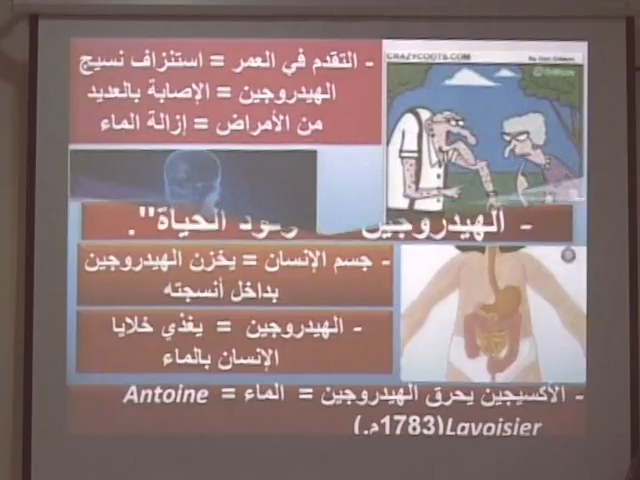 - التقدم في العمر = استنزاف نسيج
الهيدروجين = الإصابة بالعديد
من الأمراض = إزالة الماء
CRAZYCOOTS.COM
- الهيدروجين وقود الحياة".
- جسم الإنسان = يخزن الهيدروجين
بداخل أنسجته
- الهيدروجين = يغذي خلايا
الإنسان بالماء
- الأكسيجين يحرق الهيدروجين = الماء = Antoine
Lavoisier(1783م.)